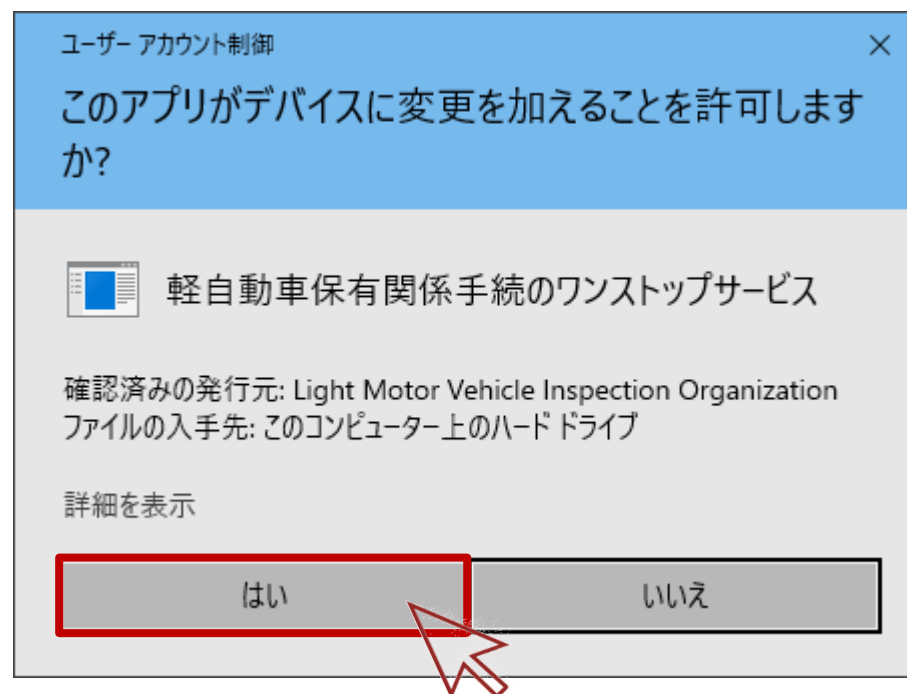 ユーザー アカウント制御
このアプリがデバイスに変更を加えることを許可します
か?
軽自動車保有関係手続のワンストップサービス
確認済みの発行元: Light Motor Vehicle Inspection Organization
ファイルの入手先: このコンピューター上のハード ドライブ
詳細を表示
はい
いいえ